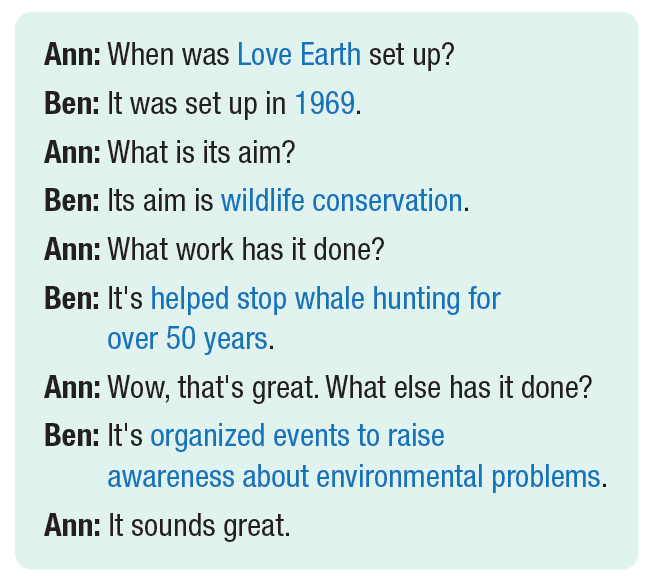 Ann: When was Love Earth set up?
Ben: It was set up in 1969.
Ann: What is its aim?
Ben: Its aim is wildlife conservation.
Ann: What work has it done?
Ben: It's helped stop whale hunting for
over 50 years.
Ann: Wow, that's great. What else has it done?
Ben: It's organized events to raise
awareness about environmental problems.
Ann: It sounds great.